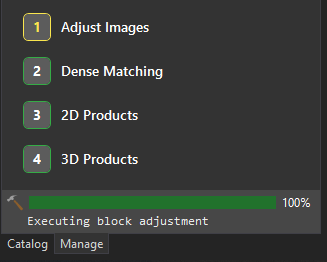 1 Adjust Images
2 Dense Matching
3 2D Products
4 3D Products
100%
Executing block adjustment
Catalog Manage